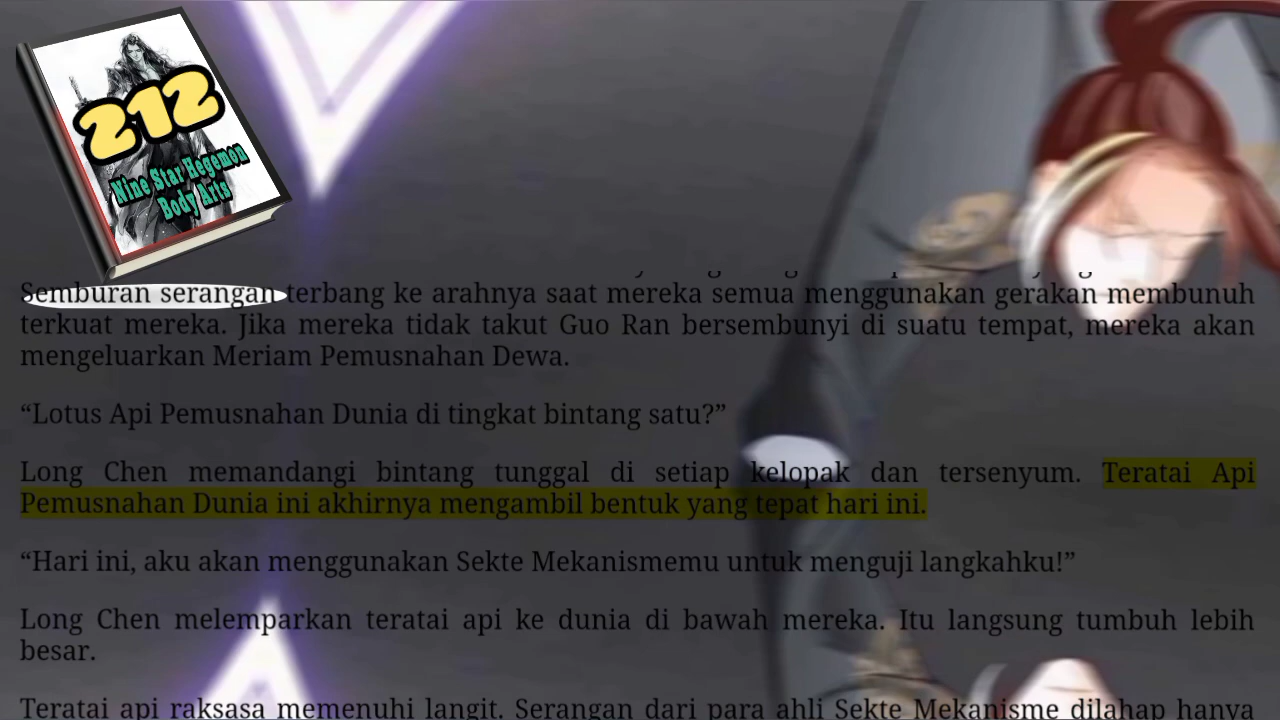 212
Nine Star Hegemon
Body Arts
Semburan serangan terbang ke arahnya saat mereka semua menggunakan gerakan membunuh
terkuat mereka. Jika mereka tidak takut Guo Ran bersembunyi di suatu tempat, mereka akan
mengeluarkan Meriam Pemusnahan Dewa.
“Lotus Api Pemusnahan Dunia di tingkat bintang satu?”
Long Chen memandangi bintang tunggal di setiap kelopak dan tersenyum. Teratai Api
Pemusnahan Dunia ini akhirnya mengambil bentuk yang tepat hari ini.
“Hari ini, aku akan menggunakan Sekte Mekanismemu untuk menguji langkahku!”
Long Chen melemparkan teratai api ke dunia di bawah mereka. Itu langsung tumbuh lebih
besar.
Teratai api raksasa memenuhi langit. Serangan dari para ahli Sekte Mekanisme dilahap hanya